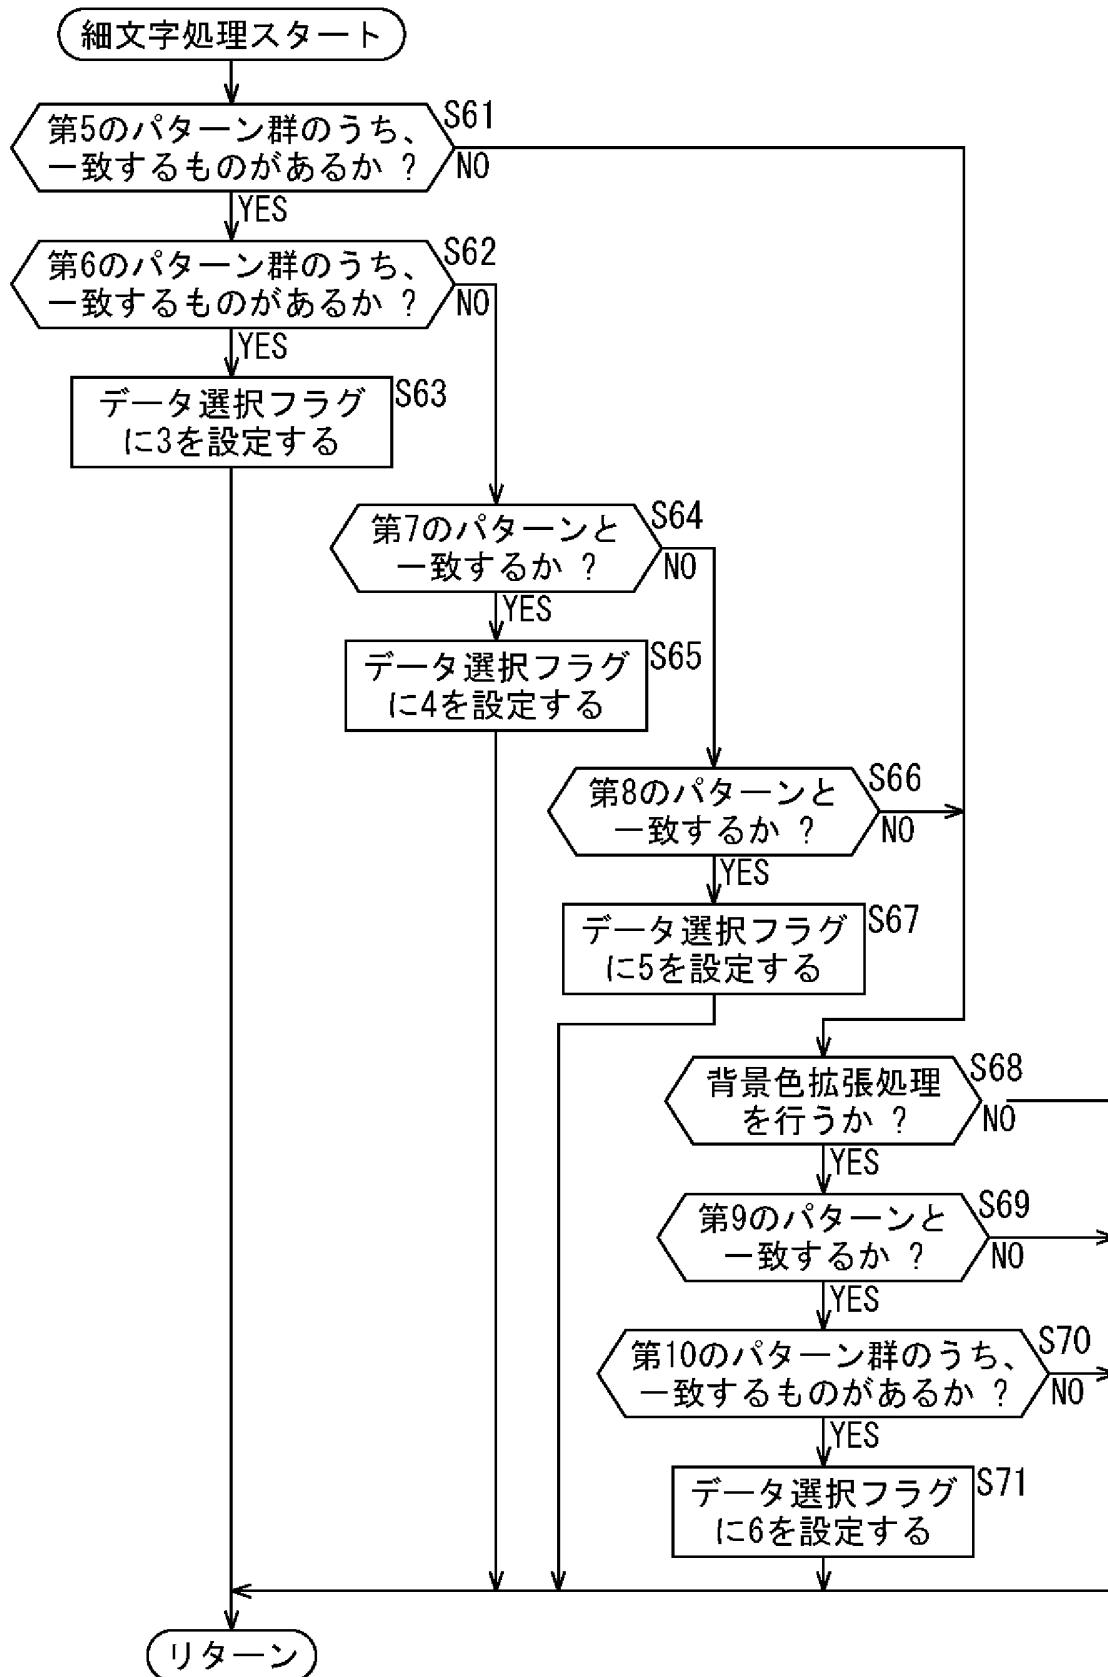 細文字処理スタート
第5のパターン群のうち、
一致するものがあるか ?
S61
NO
YES
第6のパターン群のうち、
一致するものがあるか ?
S62
NO
YES
データ選択フラグ
に3を設定する
S63
第7のパターンと
一致するか ?
S64
NO
YES
データ選択フラグ
に4を設定する
S65
第8のパターンと
一致するか ?
S66
NO
YES
データ選択フラグ
に5を設定する
S67
背景色拡張処理
を行うか ?
S68
NO
YES
第9のパターンと
一致するか ?
S69
NO
YES
第10のパターン群のうち、
一致するものがあるか ?
S70
NO
YES
データ選択フラグ
に6を設定する
S71
リターン